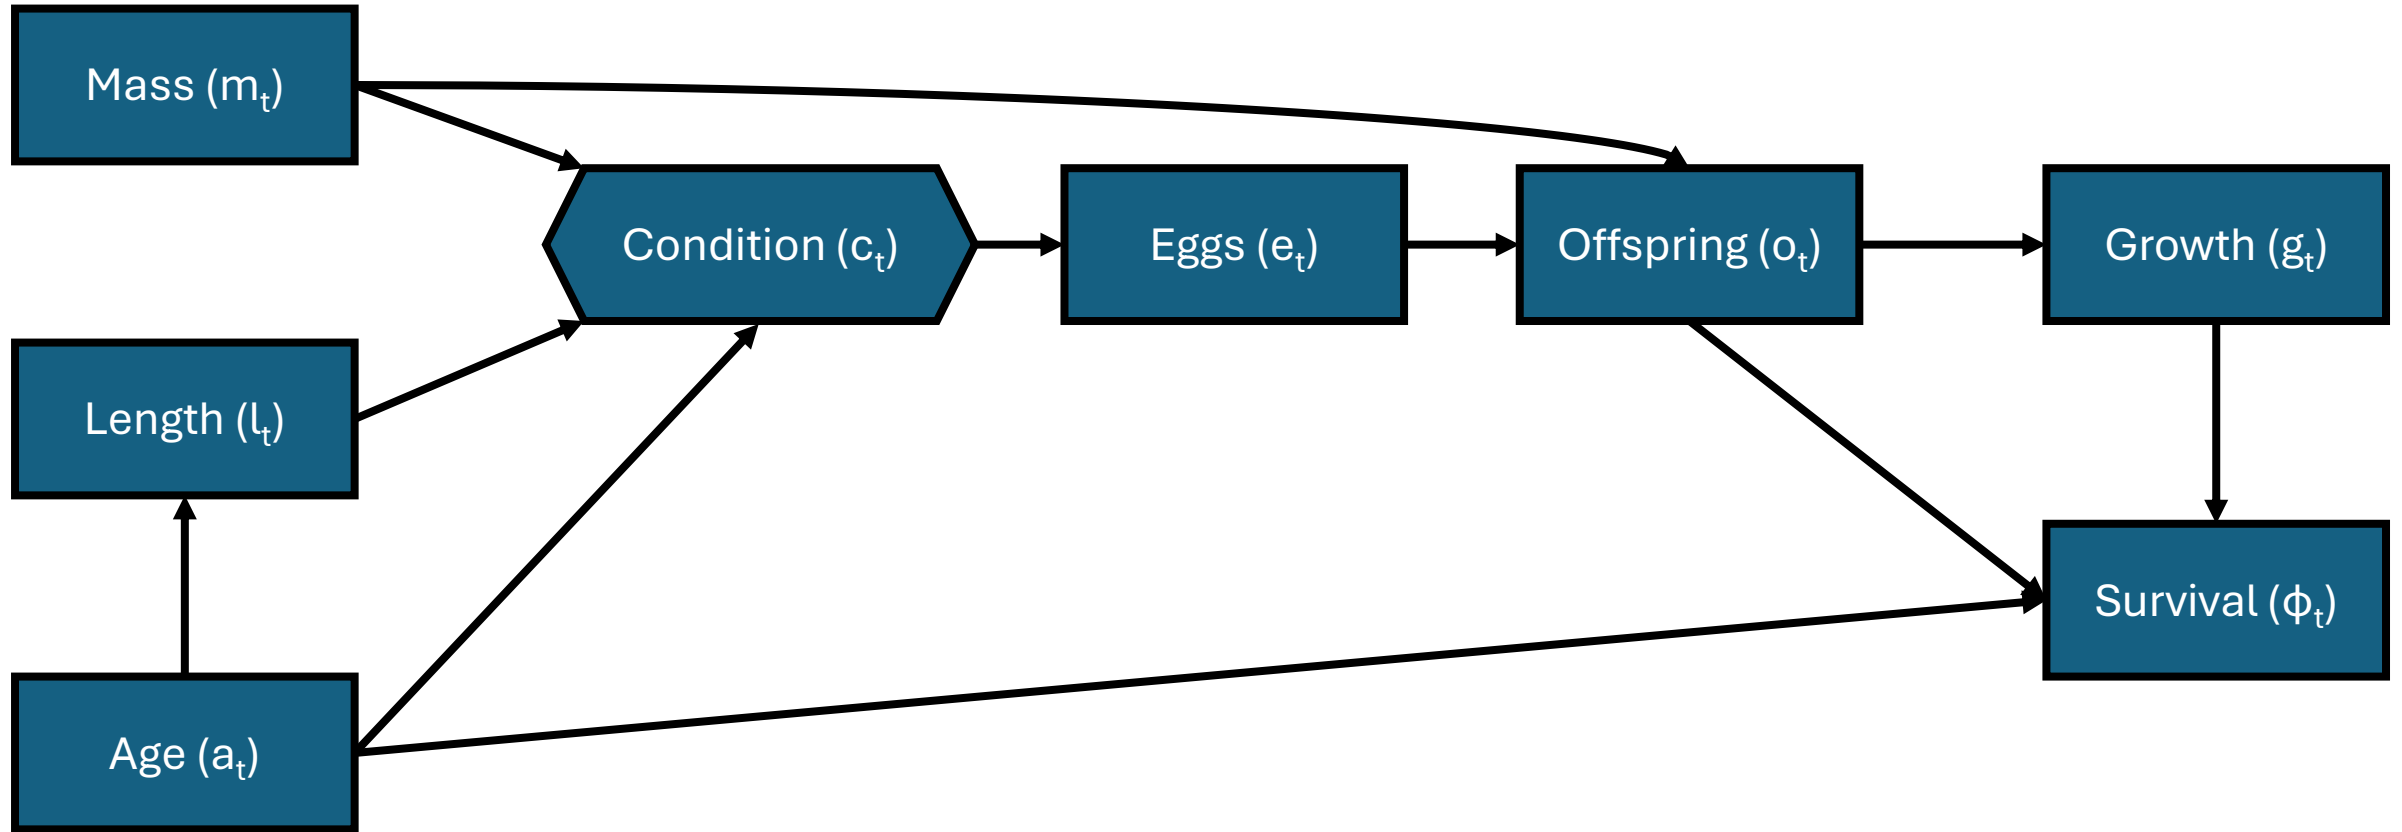 Mass (mₜ)
Condition (cₜ)
Eggs (eₜ)
Offspring (oₜ)
Growth (gₜ)
Length (lₜ)
Survival (ϕₜ)
Age (aₜ)